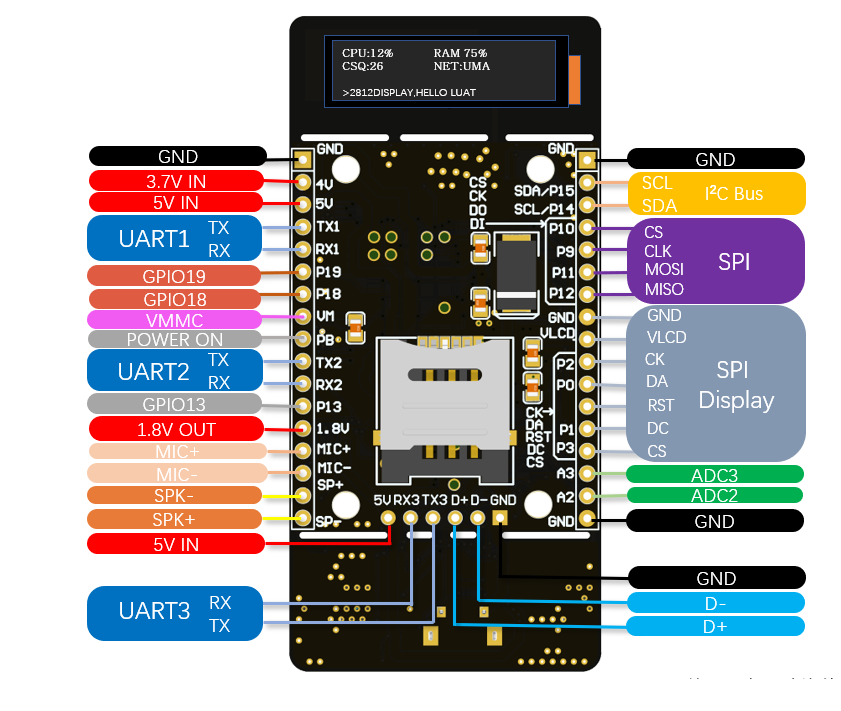 CPU:12% RAM 75%
CSQ:26 NET:UMA
>2812DISPLAY,HELLO LUAT
GND
3.7V IN
5V IN
UART1 TX
RX
GPIO19
GPIO18
VMMC
POWER ON
UART2 TX
RX
GPIO13
1.8V OUT
MIC+
MIC-
SPK-
SPK+
5V IN
UART3 RX
TX
GND
4V
5V
TX1
RX1
P19
P18
VM
PB
TX2
RX2
P13
1.8V
MIC+
MIC-
SP+
SP-
5V RX3 TX3 D+ D- GND
CS
CK
DO
DI
GND
SDA/P15
SCL/P14
P10
P9
P11
P12
GND
VLCD
P2
P0
P1
P3
A3
A2
GND
CK
DA
RST
DC
CS
GND
SCL
SDA
I²C Bus
CS
CLK
MOSI
MISO
SPI
GND
VLCD
CK
DA
RST
DC
CS
SPI
Display
ADC3
ADC2
GND
GND
D-
D+